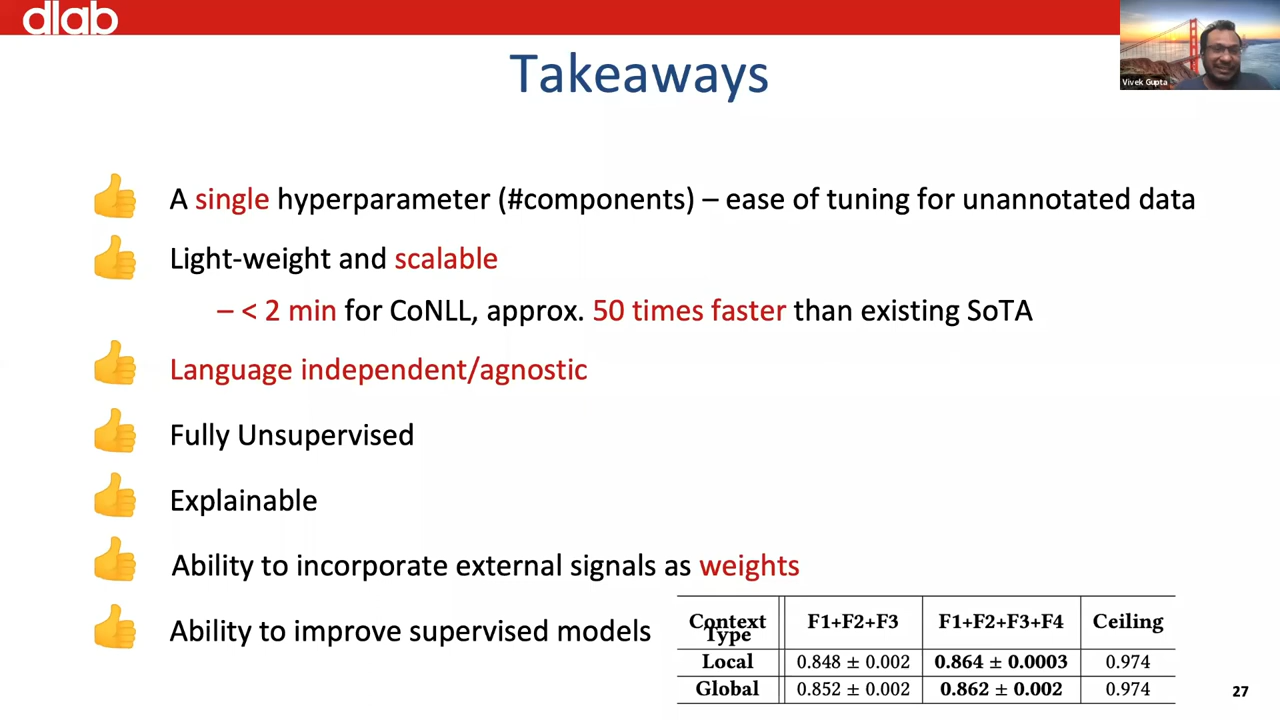 dlab
Vivek Gupta
Takeaways
A single hyperparameter (#components) – ease of tuning for unannotated data
Light-weight and scalable
– < 2 min for CoNLL, approx. 50 times faster than existing SoTA
Language independent/agnostic
Fully Unsupervised
Explainable
Ability to incorporate external signals as weights
Ability to improve supervised models
Context Type F1+F2+F3 F1+F2+F3+F4 Ceiling
Local 0.848 ± 0.002 0.864 ± 0.0003 0.974
Global 0.852 ± 0.002 0.862 ± 0.002 0.974
27